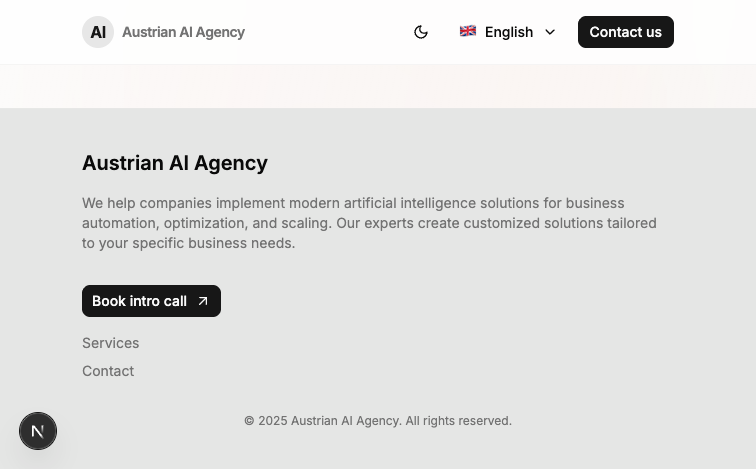 AI Austrian AI Agency
English
Contact us
Austrian AI Agency
We help companies implement modern artificial intelligence solutions for business
automation, optimization, and scaling. Our experts create customized solutions tailored
to your specific business needs.
Book intro call
Services
Contact
© 2025 Austrian AI Agency. All rights reserved.
N